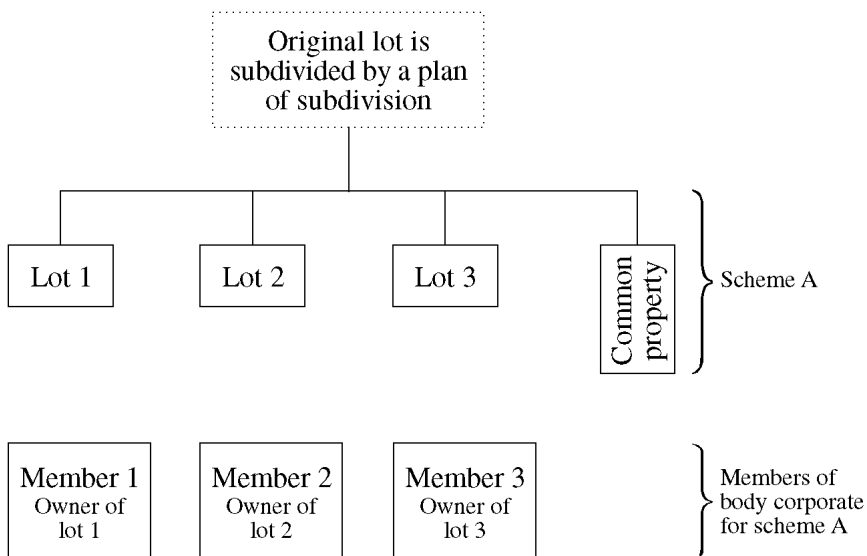 Original lot is
subdivided by a plan
of subdivision
Lot 1
Lot 2
Lot 3
Common
property
Scheme A
Member 1
Owner of
lot 1
Member 2
Owner of
lot 2
Member 3
Owner of
lot 3
Members of
body corporate
for scheme A